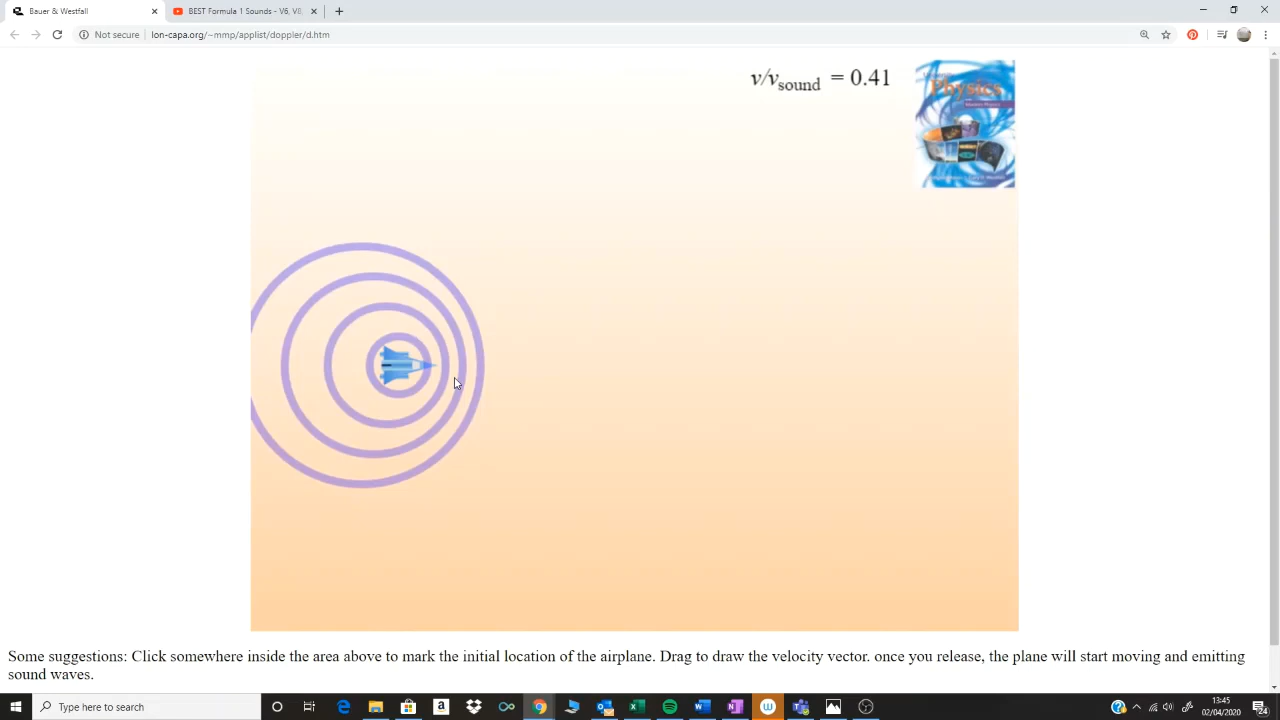 Bauer & Westfall
BEST Formula 1 Sounds - V6, V8,
Not secure
lon-capa.org/~mmp/applist/doppler/d.htm
v/vsound = 0.41
Physics
Modern Physics
Some suggestions: Click somewhere inside the area above to mark the initial location of the airplane. Drag to draw the velocity vector. once you release, the plane will start moving and emitting
sound waves.
Type here to search
13:45
02/04/2020